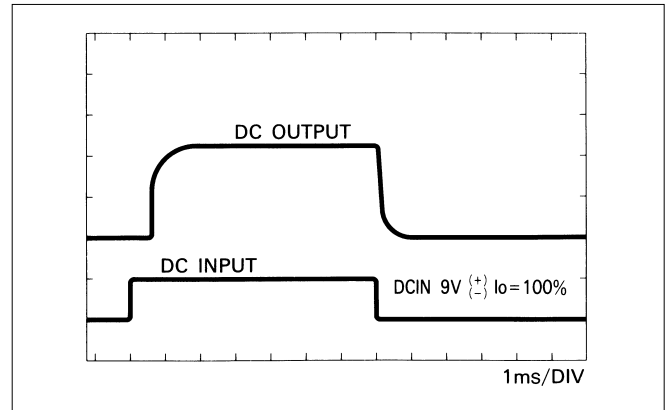 DC OUTPUT
DC INPUT
DCIN 9V (+) (−) Io=100%
1ms/DIV